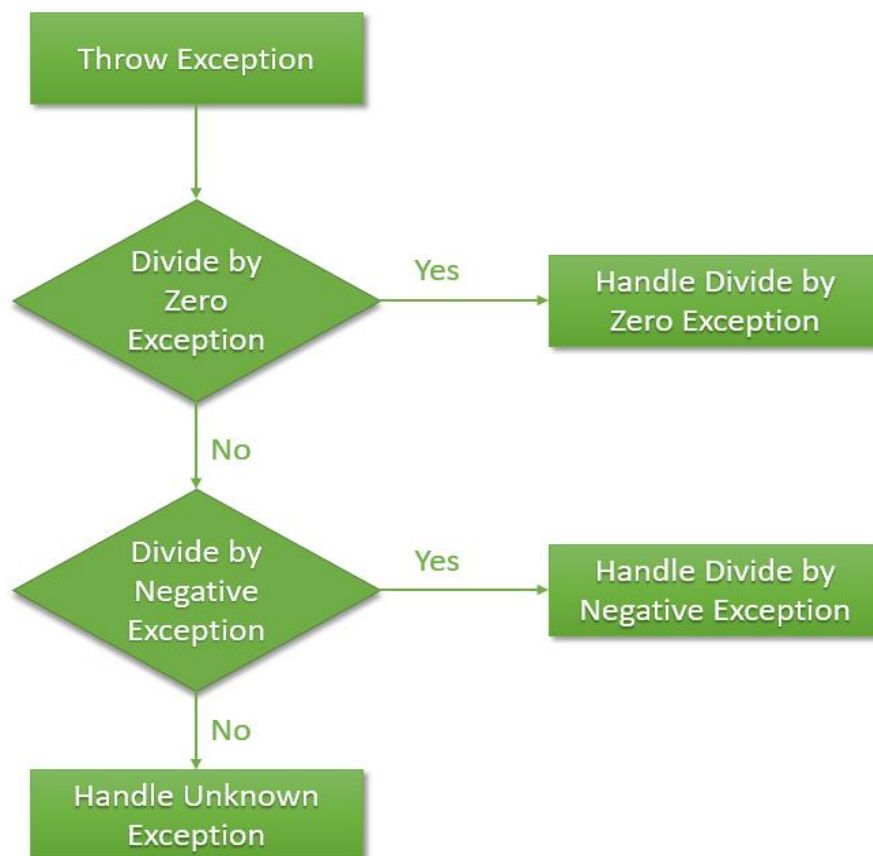 Throw Exception
Divide by
Zero
Exception
Yes
Handle Divide by
Zero Exception
No
Divide by
Negative
Exception
Yes
Handle Divide by
Negative Exception
No
Handle Unknown
Exception